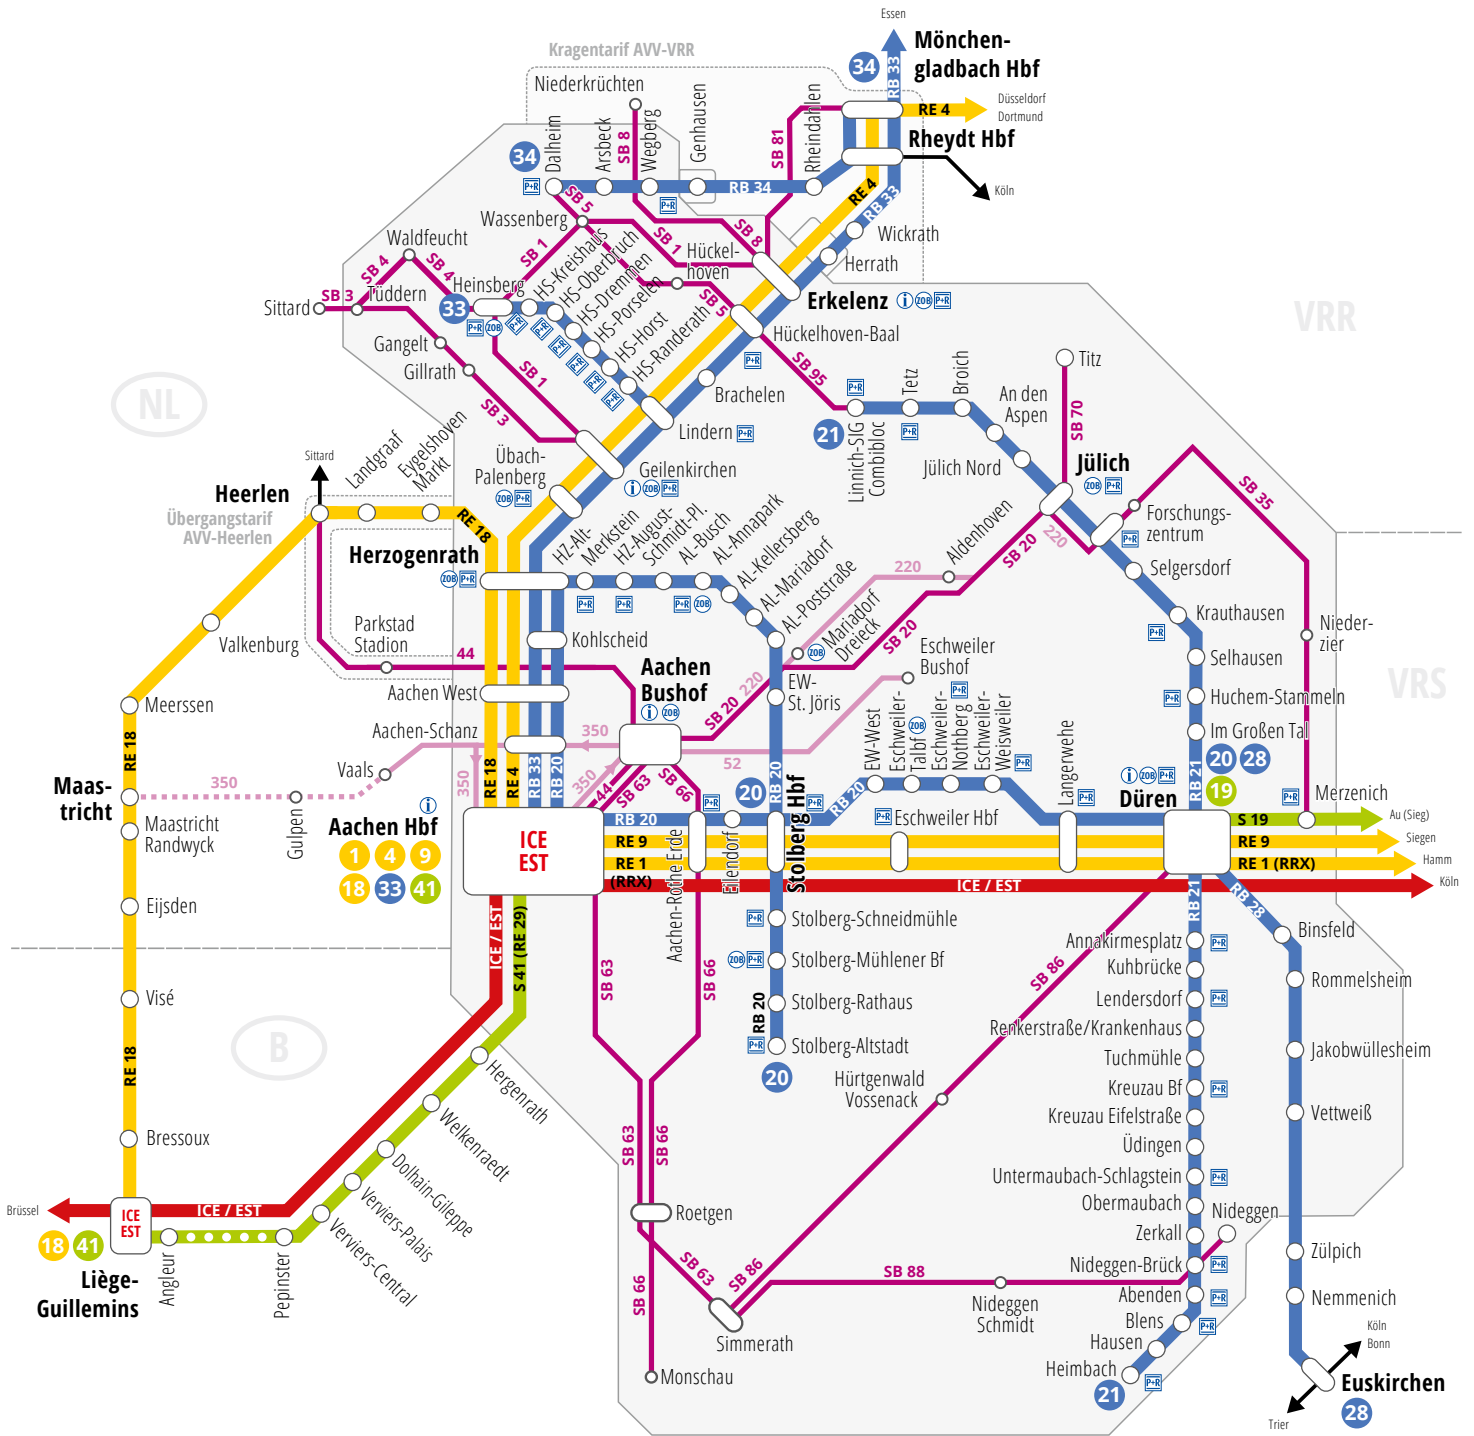 Essen
Mönchen-
gladbach Hbf
34
RB 33
Kragentarif AVV-VRR
Niederkrüchten
Düsseldorf
Dortmund
RE 4
Rheydt Hbf
Köln
Dalheim
Arsbeck
SB 8
Wegberg
Genhausen
SB 81
Rheindahlen
34
P+R
RB 34
RE 4
RB 33
P+R
SB 5
Wassenberg
Waldfeucht
SB 1
SB 1
SB 8
Wickrath
Herrath
SB 4
SB 4
Hückel-
hoven
Heinsberg
HS-Kreishaus
HS-Oberbruch
HS-Dremmen
HS-Porselen
HS-Horst
HS-Randerath
Erkelenz
i ZOB P+R
Sittard
SB 3
Tüddern
33
P+R ZOB
P+R
P+R
P+R
P+R
P+R
P+R
SB 5
Hückelhoven-Baal
P+R
VRR
Gangelt
Gillrath
SB 1
SB 3
SB 95
Brachelen
Lindern P+R
P+R
Tetz
P+R
Broich
An den
Aspen
Titz
SB 70
21
Linnich-SIG
Combibloc
Jülich Nord
Jülich
ZOB P+R
NL
Landgraaf
Eygelshoven
Markt
Sittard
Übach-
Palenberg
ZOB P+R
Geilenkirchen
i ZOB P+R
SB 35
Heerlen
Übergangstarif
AVV-Heerlen
RE 18
Forschungs-
zentrum
P+R
Herzogenrath
ZOB P+R
HZ-Alt-
Merkstein
HZ-August-
Schmidt-Pl.
AL-Busch
AL-Annapark
AL-Kellersberg
AL-Mariadorf
AL-Poststraße
P+R
P+R
P+R ZOB
220
Aldenhoven
SB 20
220
Selgersdorf
Krauthausen
P+R
Valkenburg
Parkstad
Stadion
44
Kohlscheid
Aachen
Bushof
i ZOB
ZOB
Mariadorf
Dreieck
SB 20
Eschweiler
Bushof
Nieder-
zier
Selhausen
VRS
Meerssen
Aachen West
Aachen-Schanz
SB 20
220
EW-
St. Jöris
P+R
Huchem-Stammeln
Im Großen Tal
RE 18
350
350
52
EW-West
Eschweiler-
Talbf ZOB
Eschweiler-
Nothberg P+R
Eschweiler-
Weisweiler
P+R
Langerwehe
P+R
20
28
19
i ZOB P+R
Düren
RB 21
Maas-
tricht
Vaals
350
Gulpen
350
RE 18
RE 4
RB 33
RB 20
350
44
SB 63
SB 66
RB 20
20
P+R
P+R
RB 20
P+R
Merzenich
Maastricht
Randwyck
i
Aachen Hbf
1
4
9
18
33
41
ICE
EST
RB 20
RE 9
RE 1
(RRX)
Aachen-Rothe Erde
Eilendorf
Stolberg Hbf
P+R Eschweiler Hbf
ICE / EST
S 19
RE 9
RE 1 (RRX)
Au (Sieg)
Siegen
Hamm
Köln
Eijsden
ICE / EST
S 41 (RE 29)
P+R
Stolberg-Schneidmühle
ZOB P+R
Stolberg-Mühlener Bf
Stolberg-Rathaus
RB 20
P+R
Stolberg-Altstadt
20
SB 63
SB 66
SB 86
RB 21
RB 28
Binsfeld
Annakirmesplatz P+R
Kuhbrücke
Rommelsheim
Lendersdorf P+R
Renkerstraße/Krankenhaus
Visé
B
Tuchmühle
Jakobwüllesheim
Hergenrath
RE 18
Hürtgenwald
Vossenack
Kreuzau Bf P+R
Kreuzau Eifelstraße
Vettweiß
Welkenraedt
Bressoux
Dolhain-Gileppe
SB 63
SB 66
Üdingen
Untermaubach-Schlagstein P+R
Obermaubach
Verviers-Palais
Verviers-Central
Brüssel
ICE
EST
ICE / EST
18
41
Liège-
Guillemins
Angleur
Pepinster
Roetgen
Nideggen
Zerkall
Zülpich
SB 63
SB 86
SB 88
Nideggen-Brück P+R
SB 66
Nideggen
Schmidt
Abenden P+R
Nemmenich
Simmerath
Blens P+R
Hausen
Köln
Bonn
Monschau
Heimbach
P+R
21
Euskirchen
28
Trier